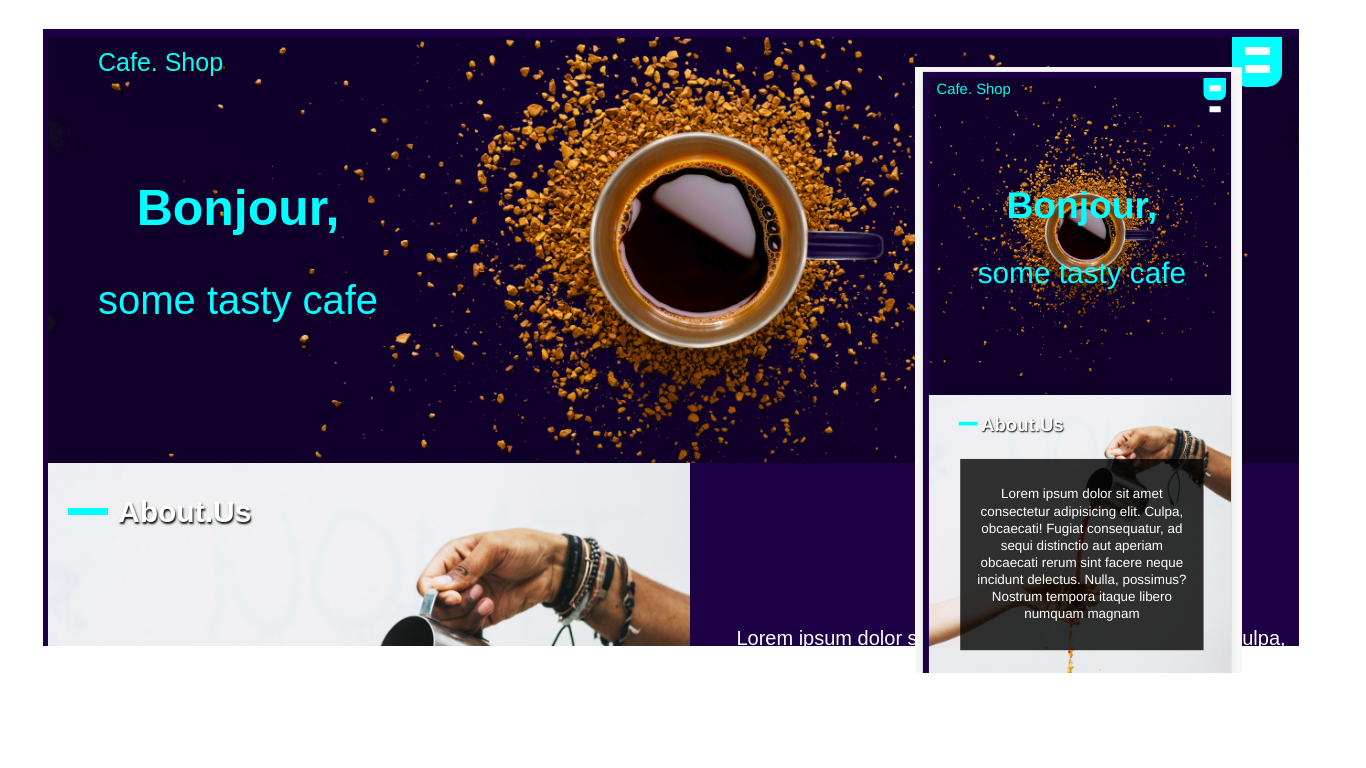 Cafe. Shop
Bonjour,
some tasty cafe
About.Us
Lorem ipsum dolor
Cafe. Shop
Bonjour,
some tasty cafe
About.Us
Lorem ipsum dolor sit amet
consectetur adipisicing elit. Culpa,
obcaecati! Fugiat consequatur, ad
sequi distinctio aut aperiam
obcaecati rerum sint facere neque
incidunt delectus. Nulla, possimus?
Nostrum tempora itaque libero
numquam magnam